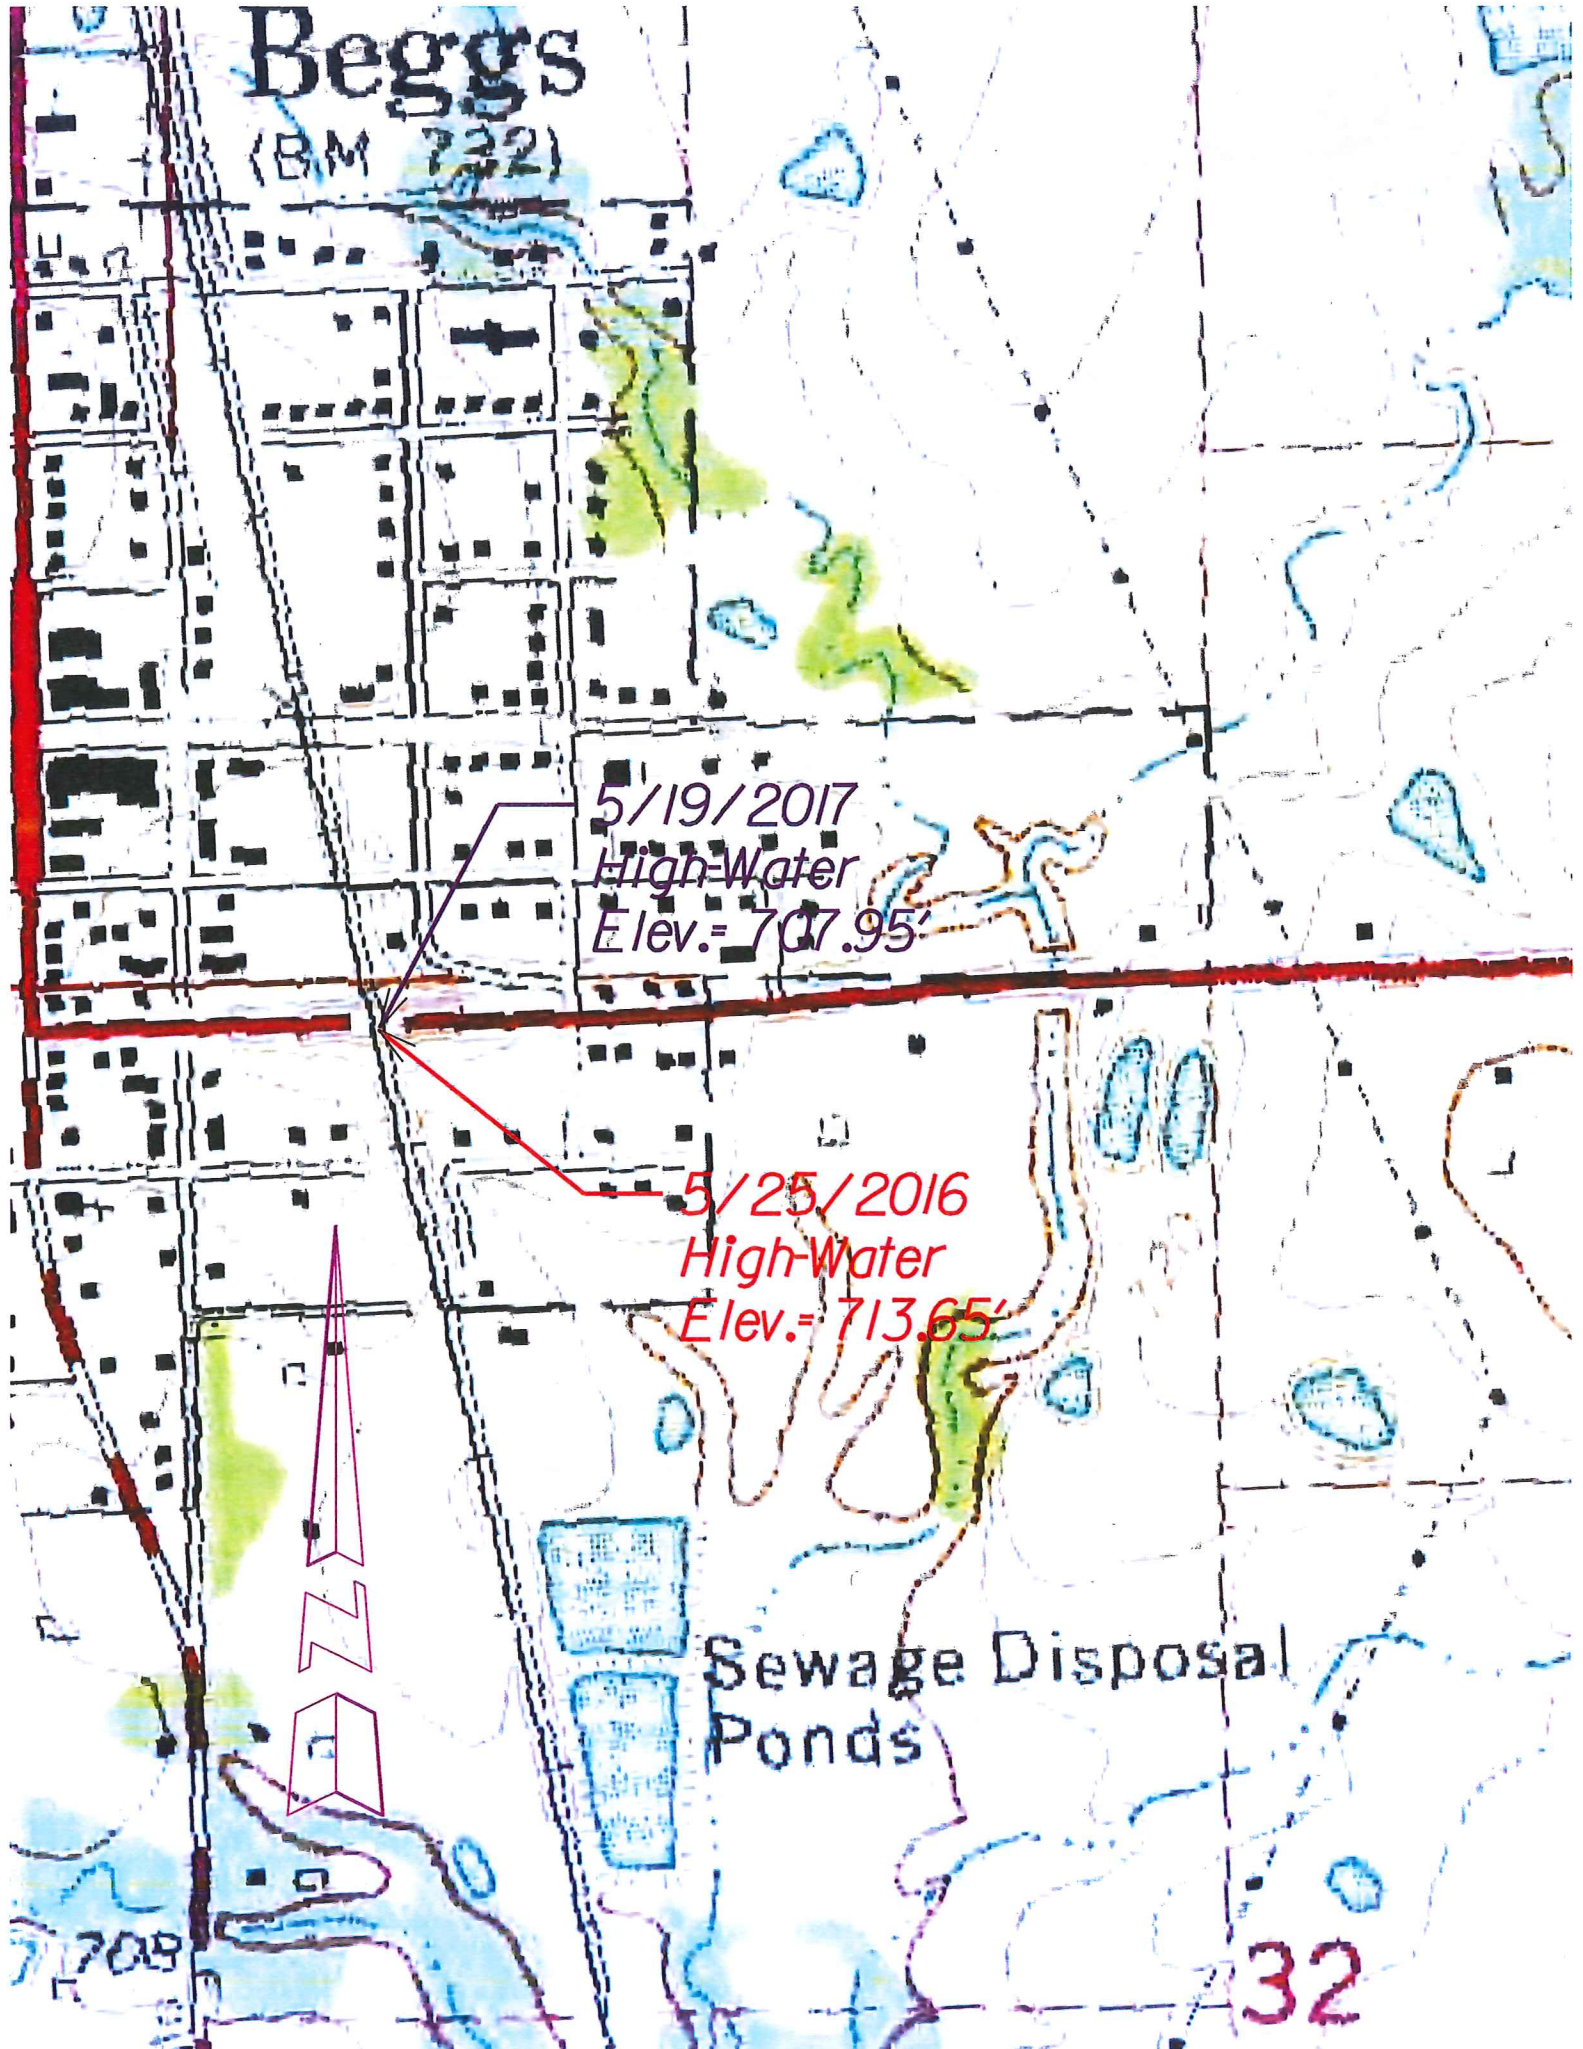 Beggs
(BM 722)
5/19/2017
High-Water
Elev.= 707.95'
5/25/2016
High-Water
Elev.= 713.65'
N
Sewage Disposal
Ponds
709
32